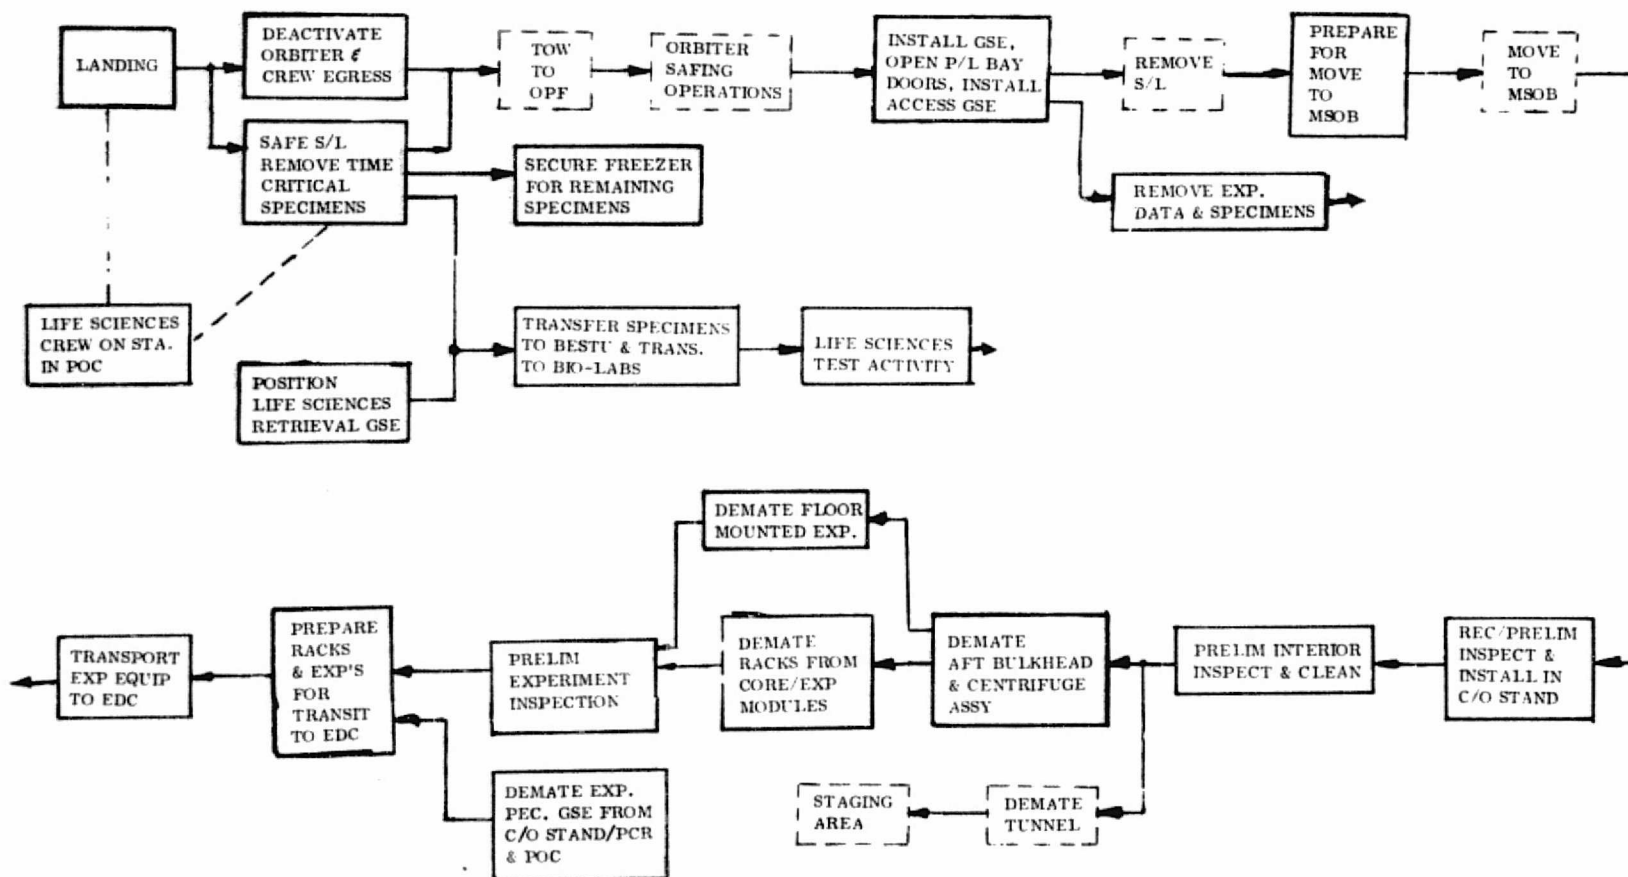 LANDING
DEACTIVATE
ORBITER &
CREW EGRESS
TOW
TO
OPF
ORBITER
SAFING
OPERATIONS
INSTALL GSE,
OPEN P/L BAY
DOORS, INSTALL
ACCESS GSE
REMOVE
S/L
PREPARE
FOR
MOVE
TO
MSOB
MOVE
TO
MSOB
SAFE S/L
REMOVE TIME
CRITICAL
SPECIMENS
SECURE FREEZER
FOR REMAINING
SPECIMENS
REMOVE EXP.
DATA & SPECIMENS
LIFE SCIENCES
CREW ON STA.
IN POC
TRANSFER SPECIMENS
TO BESTU & TRANS.
TO BIO-LABS
LIFE SCIENCES
TEST ACTIVITY
POSITION
LIFE SCIENCES
RETRIEVAL GSE
DEMATE FLOOR
MOUNTED EXP.
TRANSPORT
EXP EQUIP
TO EDC
PREPARE
RACKS
& EXP'S
FOR
TRANSIT
TO EDC
PRELIM
EXPERIMENT
INSPECTION
DEMATE
RACKS FROM
CORE/EXP
MODULES
DEMATE
AFT BULKHEAD
& CENTRIFUGE
ASSY
PRELIM INTERIOR
INSPECT & CLEAN
REC/PRELIM
INSPECT &
INSTALL IN
C/O STAND
DEMATE EXP.
PEC. GSE FROM
C/O STAND/PCR
& POC
STAGING
AREA
DEMATE
TUNNEL